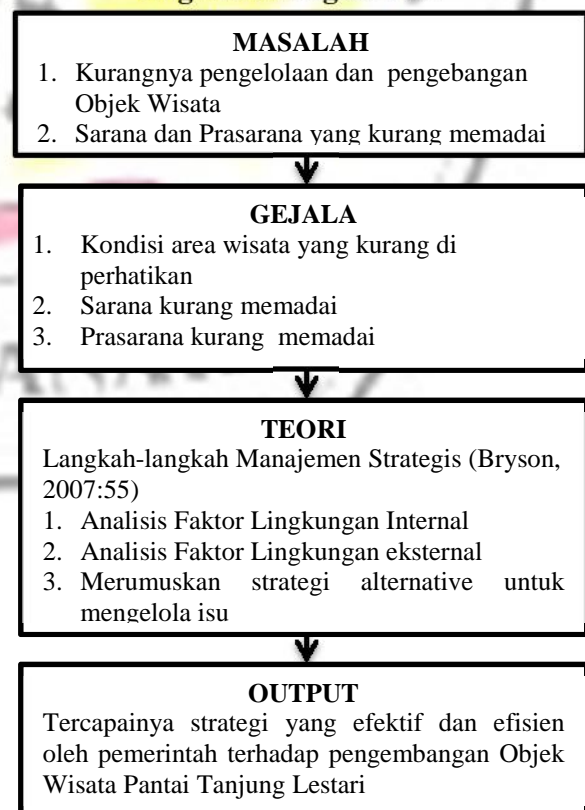 MASALAH
1. Kurangnya pengelolaan dan pengebangan
Objek Wisata
2. Sarana dan Prasarana yang kurang memadai
GEJALA
1. Kondisi area wisata yang kurang di
perhatikan
2. Sarana kurang memadai
3. Prasarana kurang memadai
TEORI
Langkah-langkah Manajemen Strategis (Bryson,
2007:55)
1. Analisis Faktor Lingkungan Internal
2. Analisis Faktor Lingkungan eksternal
3. Merumuskan strategi alternative untuk
mengelola isu
OUTPUT
Tercapainya strategi yang efektif dan efisien
oleh pemerintah terhadap pengembangan Objek
Wisata Pantai Tanjung Lestari